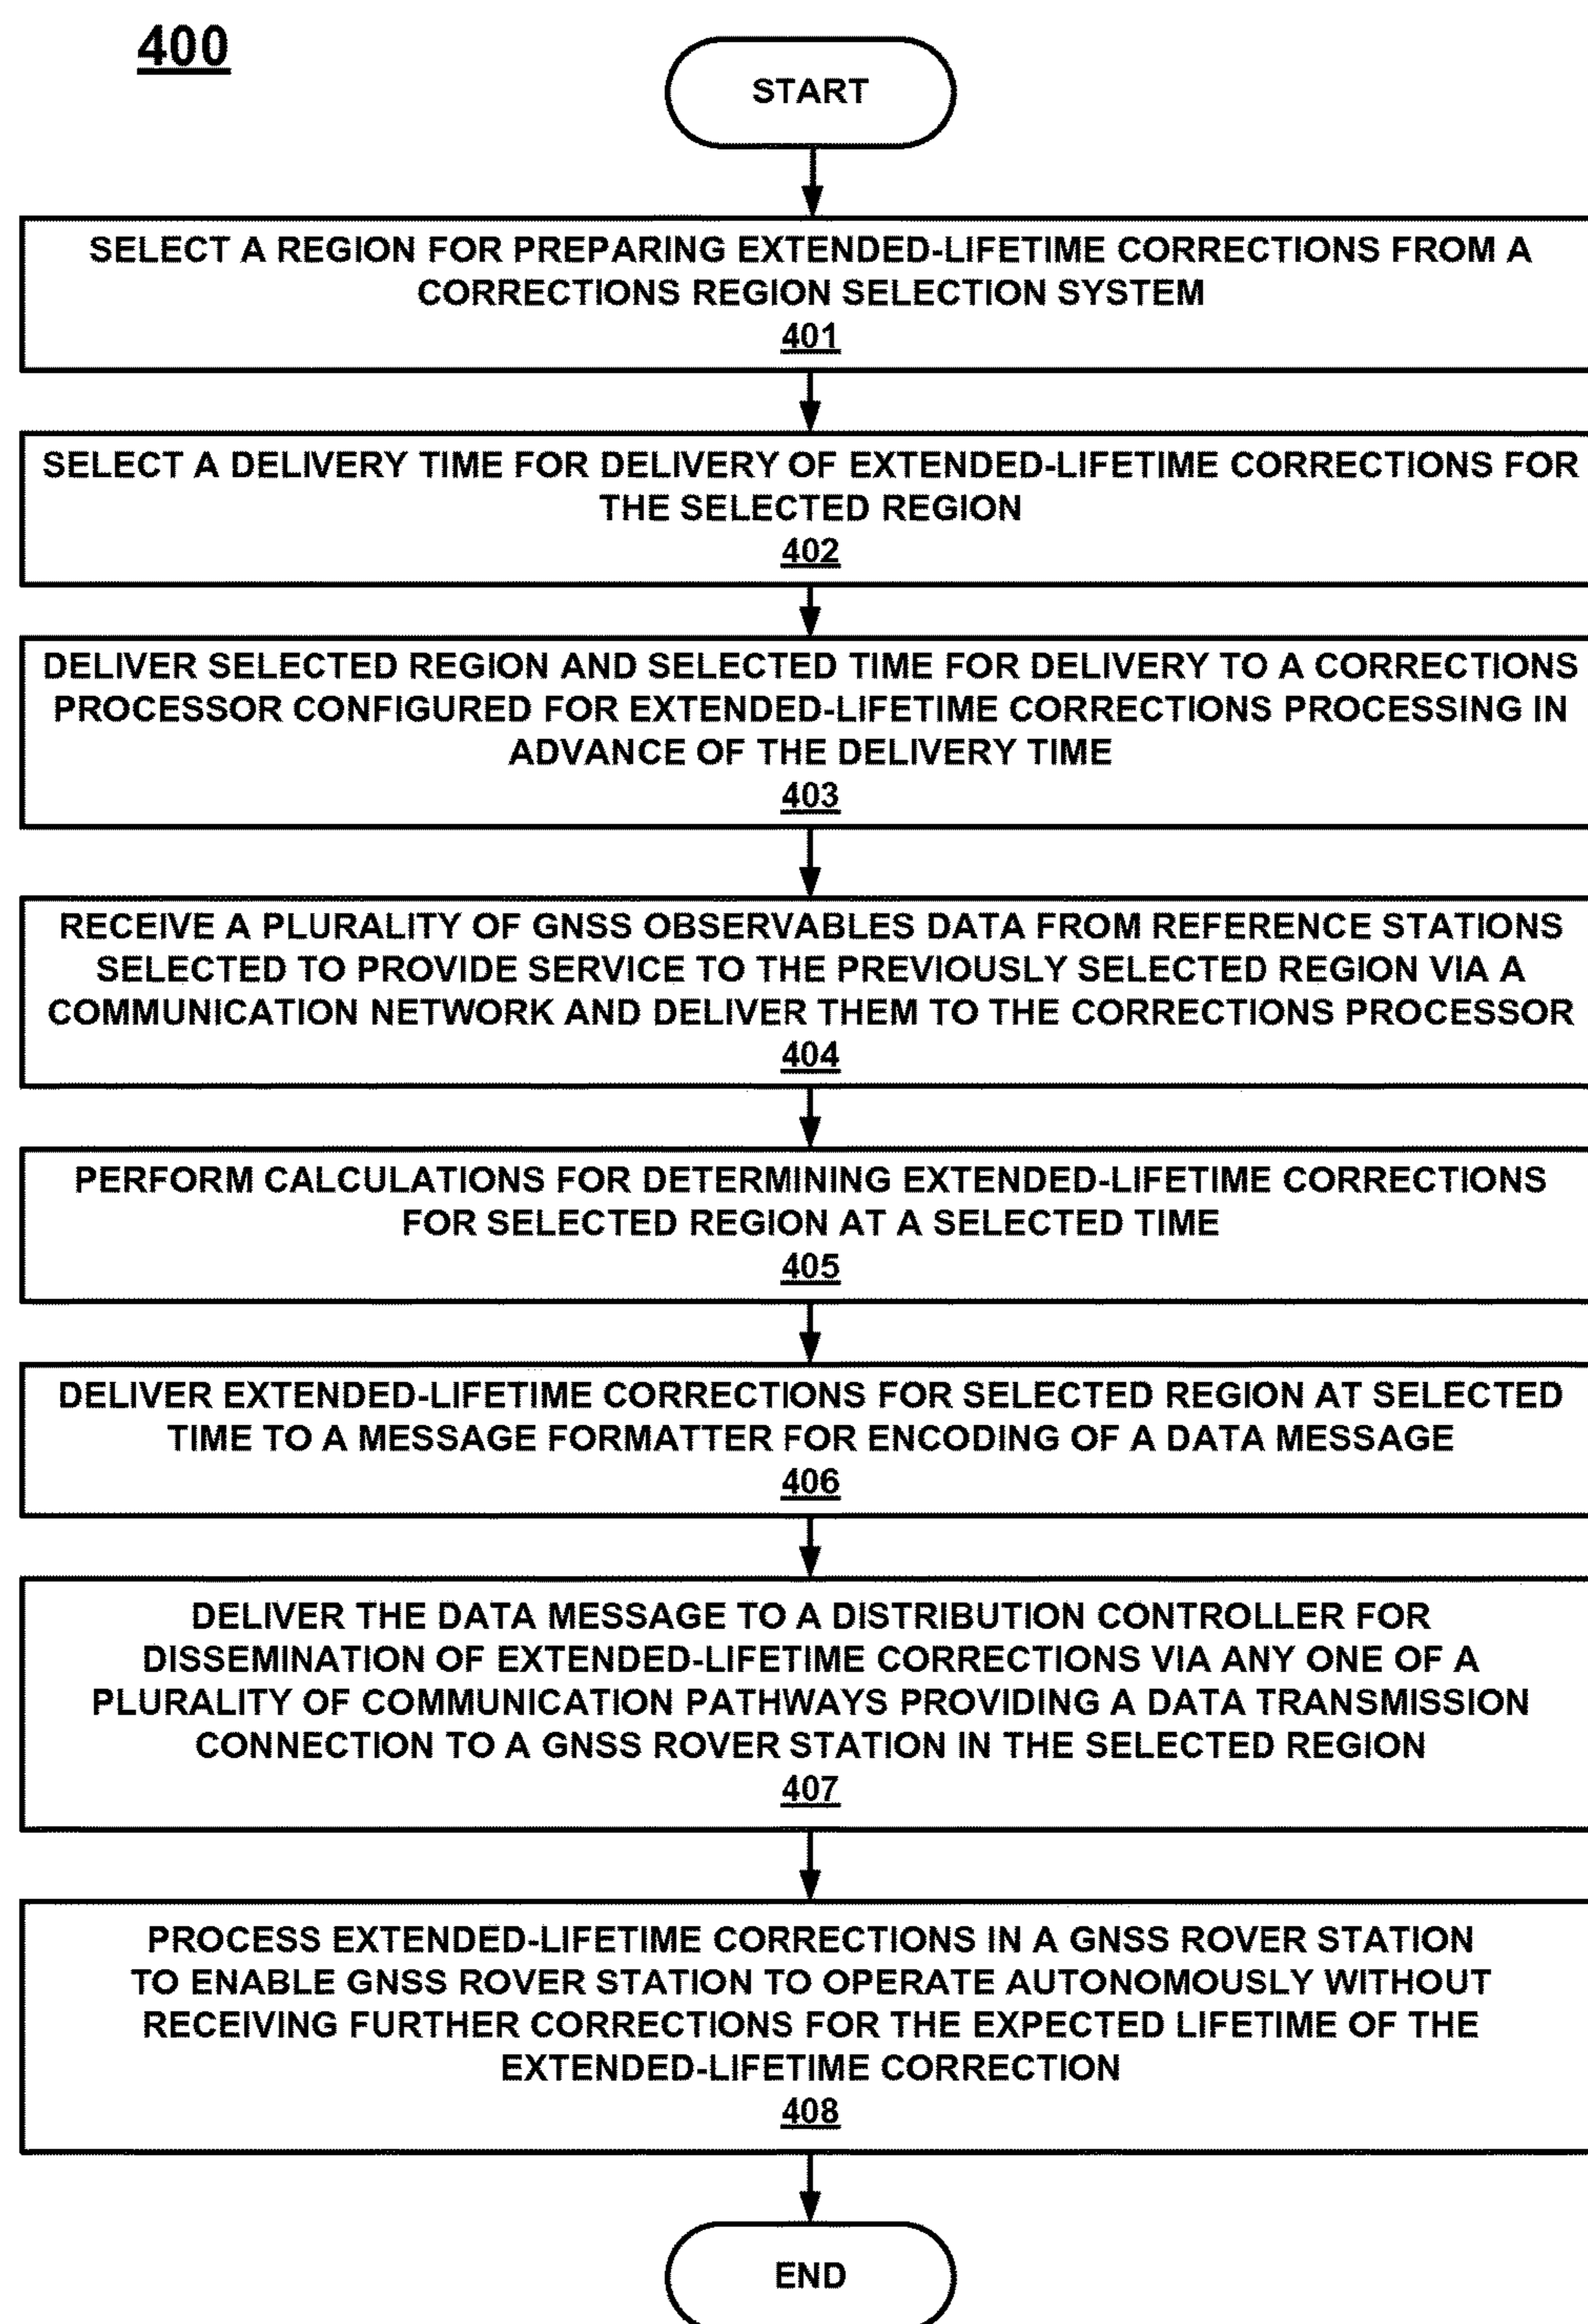 400
START
SELECT A REGION FOR PREPARING EXTENDED-LIFETIME CORRECTIONS FROM A
CORRECTIONS REGION SELECTION SYSTEM
401
SELECT A DELIVERY TIME FOR DELIVERY OF EXTENDED-LIFETIME CORRECTIONS FOR
THE SELECTED REGION
402
DELIVER SELECTED REGION AND SELECTED TIME FOR DELIVERY TO A CORRECTIONS
PROCESSOR CONFIGURED FOR EXTENDED-LIFETIME CORRECTIONS PROCESSING IN
ADVANCE OF THE DELIVERY TIME
403
RECEIVE A PLURALITY OF GNSS OBSERVABLES DATA FROM REFERENCE STATIONS
SELECTED TO PROVIDE SERVICE TO THE PREVIOUSLY SELECTED REGION VIA A
COMMUNICATION NETWORK AND DELIVER THEM TO THE CORRECTIONS PROCESSOR
404
PERFORM CALCULATIONS FOR DETERMINING EXTENDED-LIFETIME CORRECTIONS
FOR SELECTED REGION AT A SELECTED TIME
405
DELIVER EXTENDED-LIFETIME CORRECTIONS FOR SELECTED REGION AT SELECTED
TIME TO A MESSAGE FORMATTER FOR ENCODING OF A DATA MESSAGE
406
DELIVER THE DATA MESSAGE TO A DISTRIBUTION CONTROLLER FOR
DISSEMINATION OF EXTENDED-LIFETIME CORRECTIONS VIA ANY ONE OF A
PLURALITY OF COMMUNICATION PATHWAYS PROVIDING A DATA TRANSMISSION
CONNECTION TO A GNSS ROVER STATION IN THE SELECTED REGION
407
PROCESS EXTENDED-LIFETIME CORRECTIONS IN A GNSS ROVER STATION
TO ENABLE GNSS ROVER STATION TO OPERATE AUTONOMOUSLY WITHOUT
RECEIVING FURTHER CORRECTIONS FOR THE EXPECTED LIFETIME OF THE
EXTENDED-LIFETIME CORRECTION
408
END